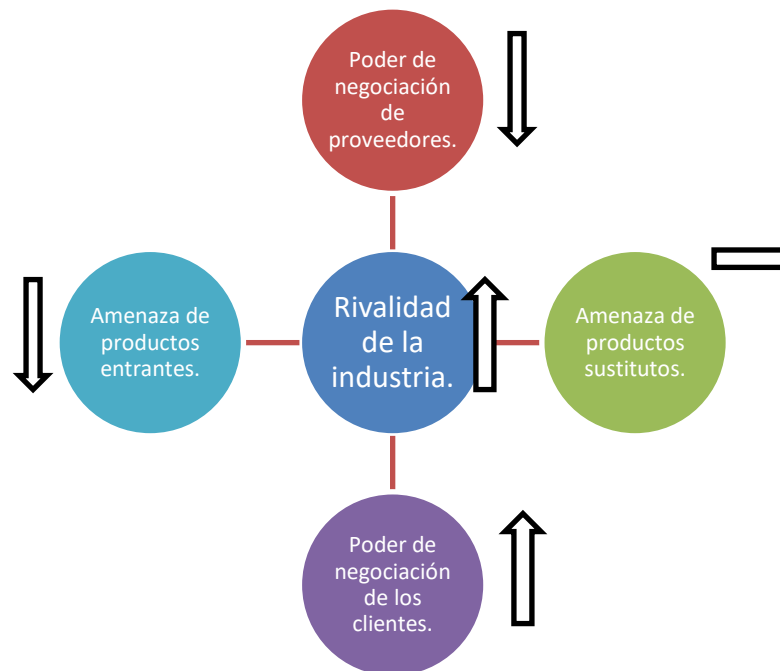 Poder de
negociación
de
proveedores.
Amenaza de
productos
entrantes.
Rivalidad
de la
industria.
Amenaza de
productos
sustitutos.
Poder de
negociación
de los
clientes.